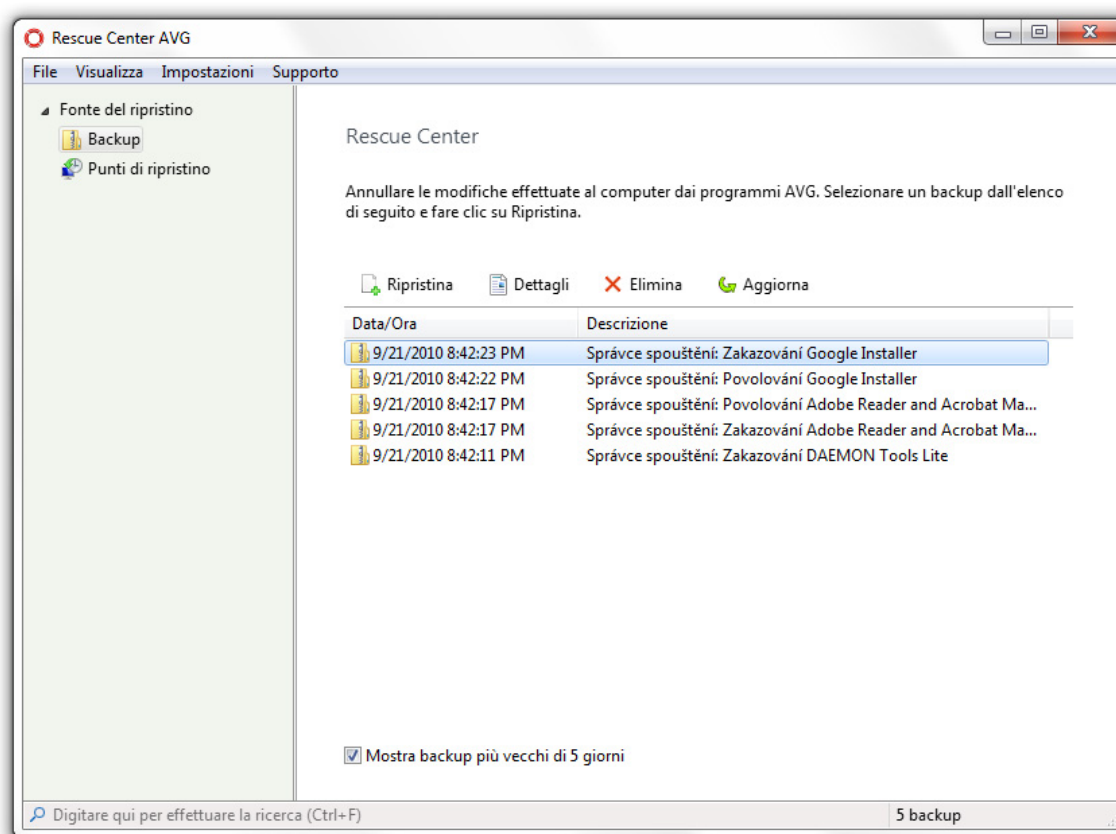 Rescue Center AVG
File Visualizza Impostazioni Supporto
Fonte del ripristino
Backup
Punti di ripristino
Rescue Center
Annullare le modifiche effettuate al computer dai programmi AVG. Selezionare un backup dall'elenco
di seguito e fare clic su Ripristina.
Ripristina Dettagli Elimina Aggiorna
Data/Ora Descrizione
9/21/2010 8:42:23 PM Správce spouštění: Zakazování Google Installer
9/21/2010 8:42:22 PM Správce spouštění: Povolování Google Installer
9/21/2010 8:42:17 PM Správce spouštění: Povolování Adobe Reader and Acrobat Ma...
9/21/2010 8:42:17 PM Správce spouštění: Zakazování Adobe Reader and Acrobat Ma...
9/21/2010 8:42:11 PM Správce spouštění: Zakazování DAEMON Tools Lite
Mostra backup più vecchi di 5 giorni
Digitare qui per effettuare la ricerca (Ctrl+F) 5 backup